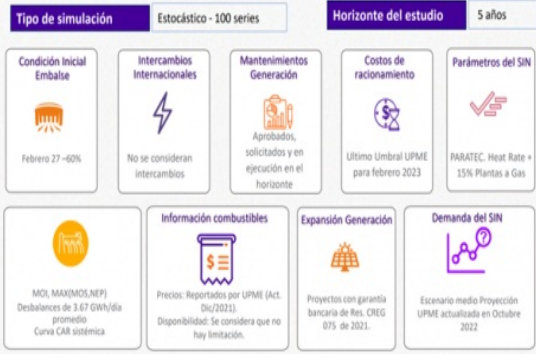 Tipo de simulación
Estocástico - 100 series
Horizonte del estudio
5 años
Condición Inicial
Embalse
Febrero 27 –60%
Intercambios
Internacionales
No se consideran
intercambios
Mantenimientos
Generación
Aprobados,
solicitados y en
ejecución en el
horizonte
Costos de
racionamiento
Ultimo Umbral UPME
para febrero 2023
Parámetros del SIN
PARATEC. Heat Rate +
15% Plantas a Gas
MOI, MAX(MOS,NEP)
Desbalances de 3.67 GWh/día
promedio
Curva CAR sistémica
Información combustibles
Precios: Reportados por UPME (Act.
Dic/2021).
Disponibilidad: Se considera que no
hay limitación.
Expansión Generación
Proyectos con garantía
bancaria de Res. CREG
075 de 2021.
Demanda del SIN
Escenario medio Proyección
UPME actualizada en Octubre
2022